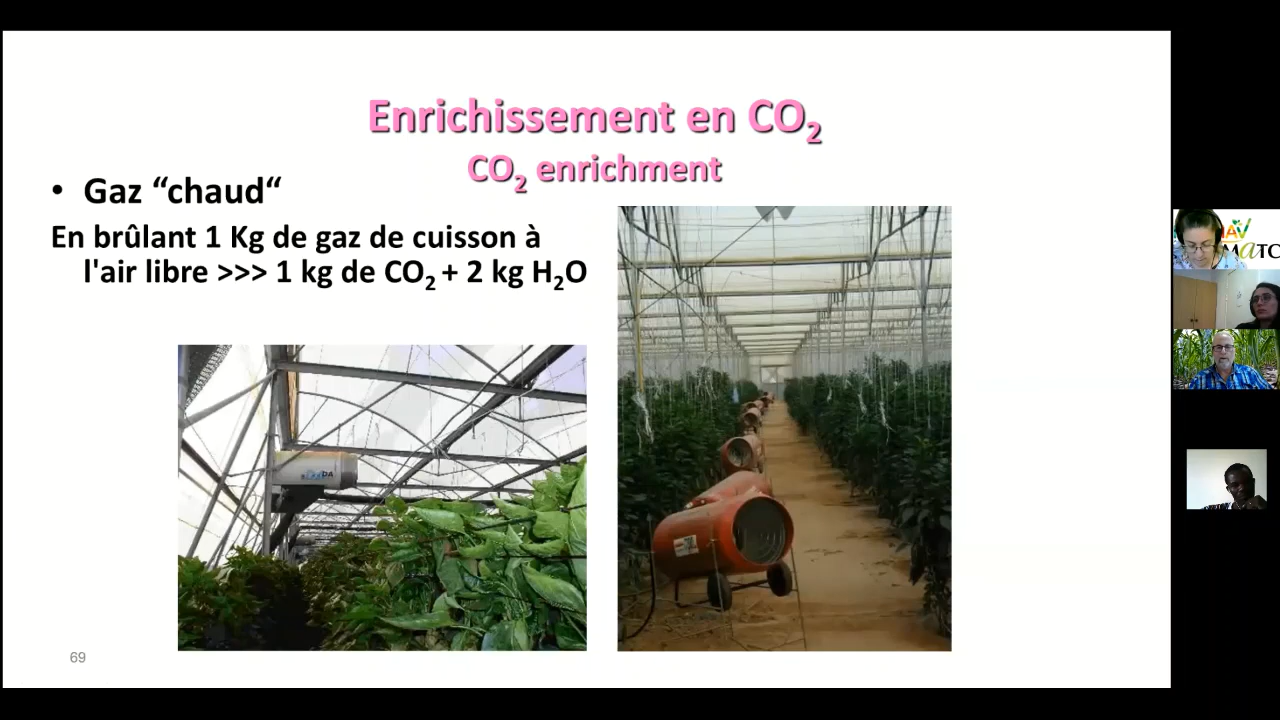 Enrichissement en CO₂
CO₂ enrichment
• Gaz “chaud“
En brûlant 1 Kg de gaz de cuisson à
l'air libre >>> 1 kg de CO₂ + 2 kg H₂O
69